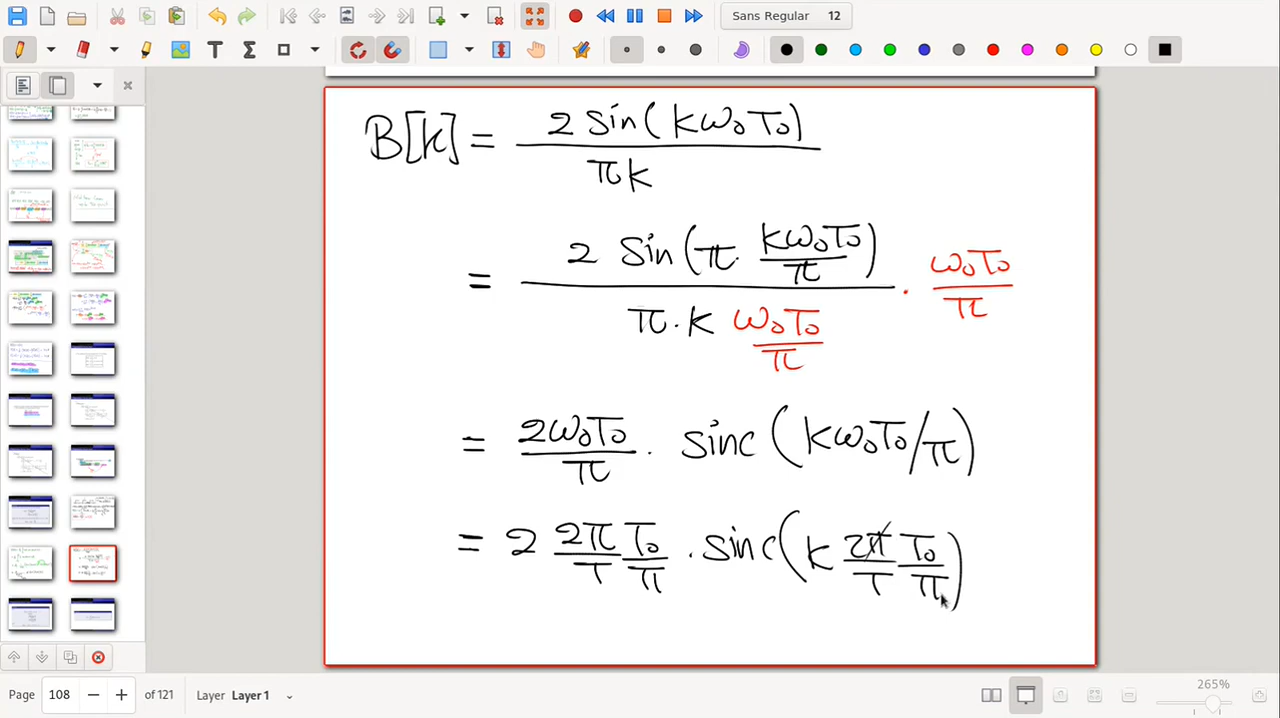 Sans Regular 12
B[k] = 2 sin(kω₀T₀) / πk
= 2 sin(π · kω₀T₀/π) / π·k ω₀T₀/π · ω₀T₀/π
= 2ω₀T₀/π · sinc(kω₀T₀/π)
= 2 2π/T T₀/π · sinc(k 2π/T T₀/π)
Page 108 of 121 Layer Layer 1 265%